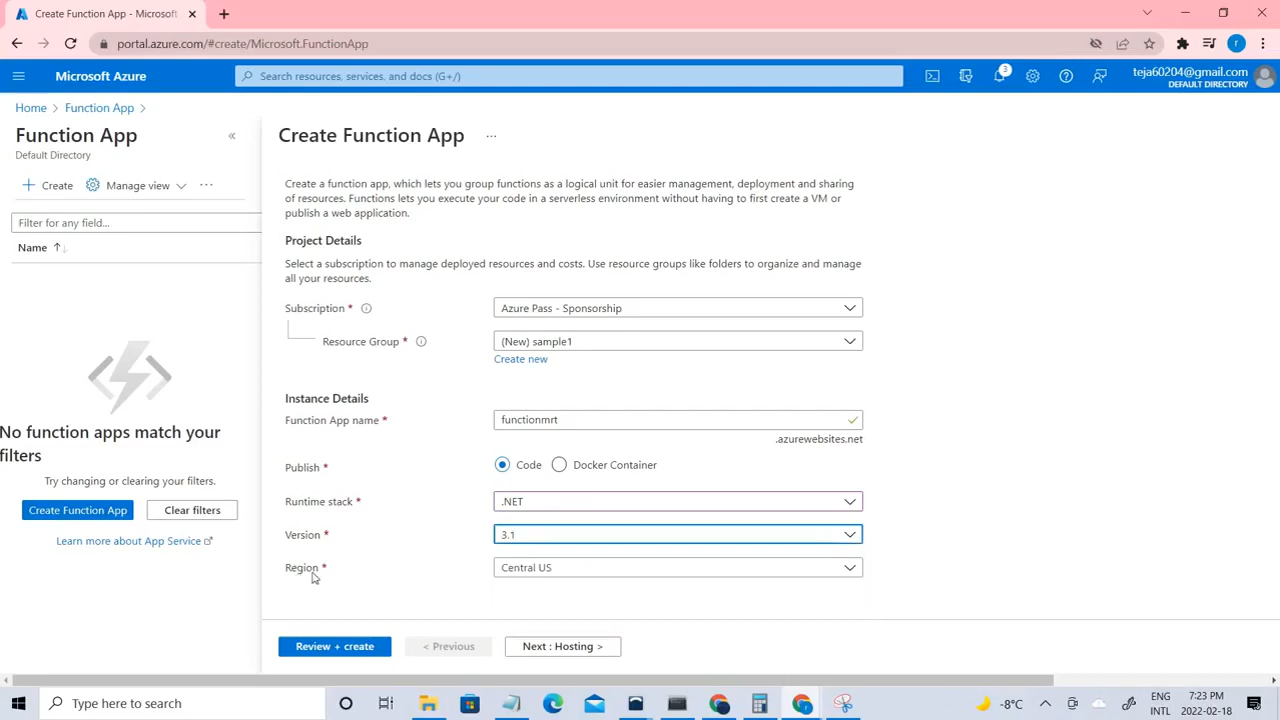 Create Function App - Microsoft
portal.azure.com/#create/Microsoft.FunctionApp
Microsoft Azure
Search resources, services, and docs (G+/)
3
teja60204@gmail.com
DEFAULT DIRECTORY
Home > Function App >
Function App
Default Directory
Create
Manage view
Filter for any field...
Name
No function apps match your
filters
Try changing or clearing your filters.
Create Function App
Clear filters
Learn more about App Service
Create Function App
Create a function app, which lets you group functions as a logical unit for easier management, deployment and sharing
of resources. Functions lets you execute your code in a serverless environment without having to first create a VM or
publish a web application.
Project Details
Select a subscription to manage deployed resources and costs. Use resource groups like folders to organize and manage
all your resources.
Subscription *
Azure Pass - Sponsorship
Resource Group *
(New) sample1
Create new
Instance Details
Function App name *
functionmrt
.azurewebsites.net
Publish *
Code
Docker Container
Runtime stack *
.NET
Version *
3.1
Region *
Central US
Review + create
< Previous
Next : Hosting >
Type here to search
-8°C
ENG
INTL
7:23 PM
2022-02-18